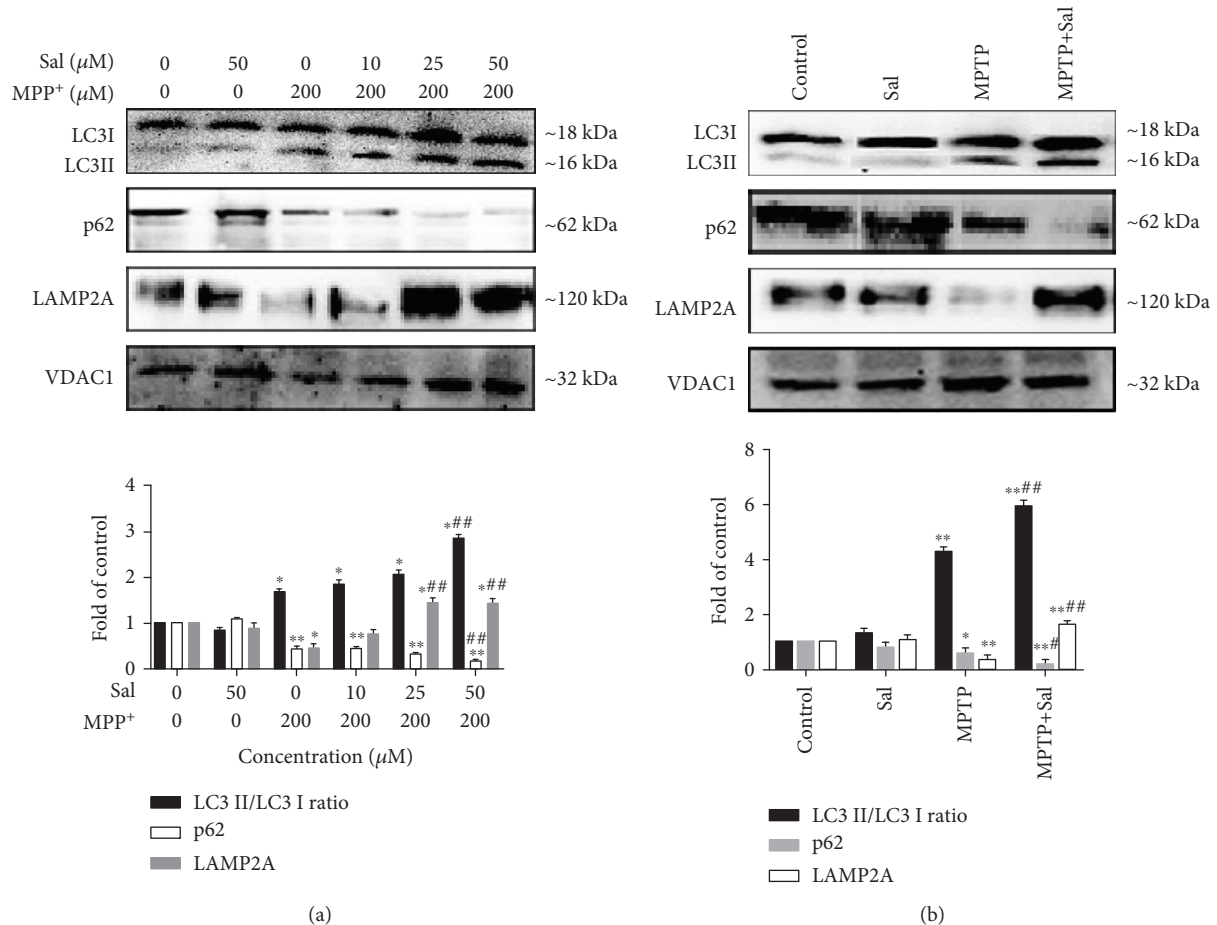 Sal (μM) 0 50 0 10 25 50
MPP+ (μM) 0 0 200 200 200 200
LC3I ~18 kDa
LC3II ~16 kDa
p62 ~62 kDa
LAMP2A ~120 kDa
VDAC1 ~32 kDa
Fold of control
4
3
2
1
0
* * * *## ** * ** ** *## ## ** *##
Sal 0 50 0 10 25 50
MPP+ 0 0 200 200 200 200
Concentration (μM)
LC3 II/LC3 I ratio
p62
LAMP2A
(a)
Control Sal MPTP MPTP+Sal
LC3I ~18 kDa
LC3II ~16 kDa
p62 ~62 kDa
LAMP2A ~120 kDa
VDAC1 ~32 kDa
Fold of control
8
6
4
2
0
** * ** **## **# **##
Control Sal MPTP MPTP+Sal
LC3 II/LC3 I ratio
p62
LAMP2A
(b)